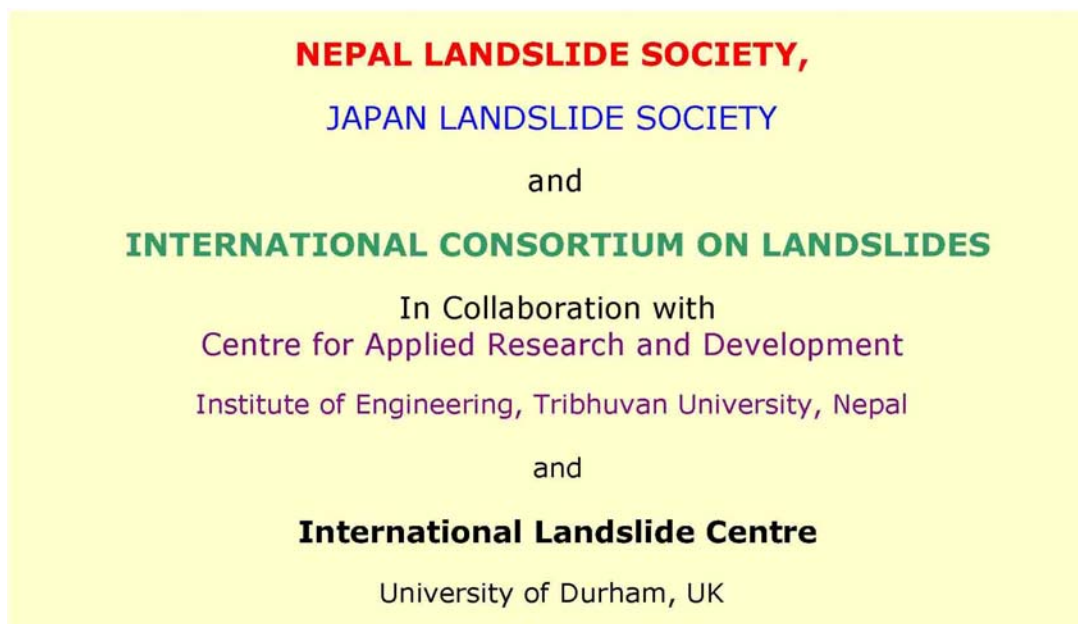 NEPAL LANDSLIDE SOCIETY,
JAPAN LANDSLIDE SOCIETY
and
INTERNATIONAL CONSORTIUM ON LANDSLIDES
In Collaboration with
Centre for Applied Research and Development
Institute of Engineering, Tribhuvan University, Nepal
and
International Landslide Centre
University of Durham, UK